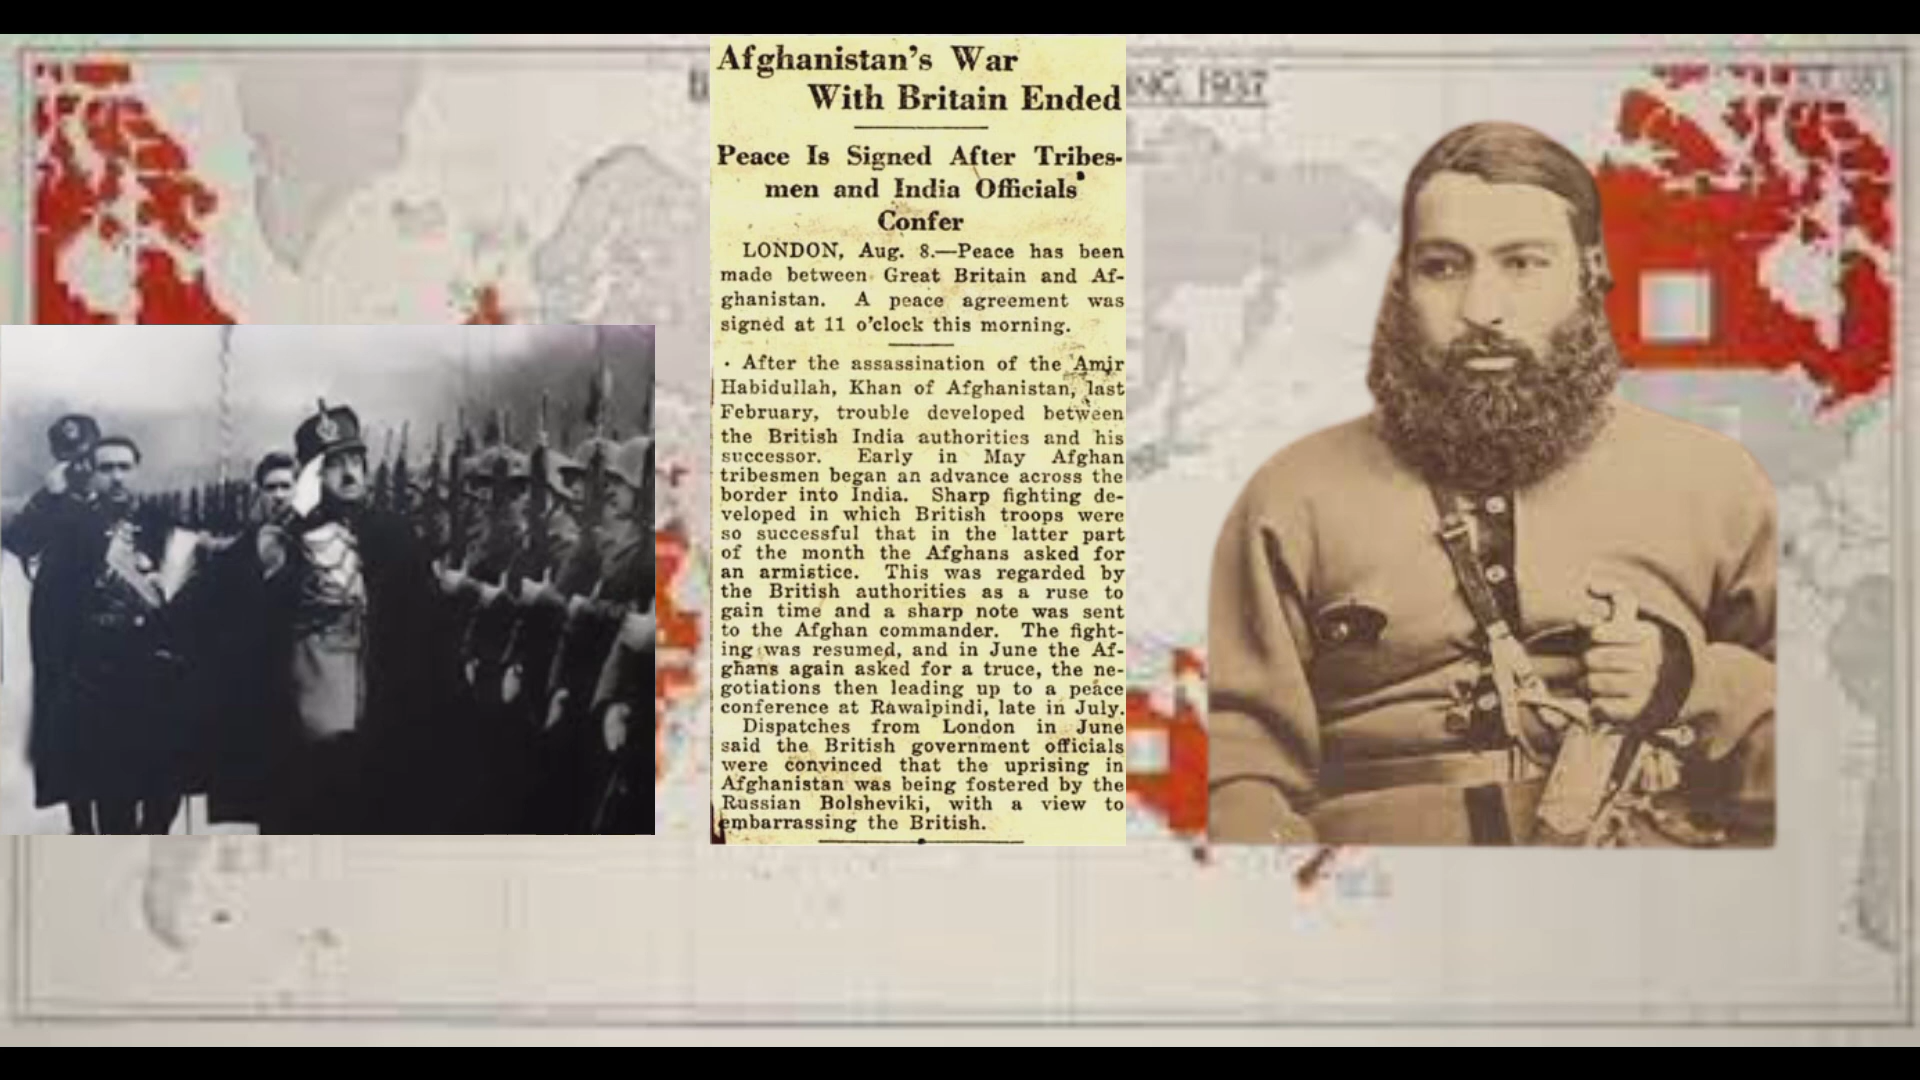 NG, 1937
Afghanistan's War
With Britain Ended
Peace Is Signed After Tribes-
men and India Officials
Confer
LONDON, Aug. 8.—Peace has been
made between Great Britain and Af-
ghanistan. A peace agreement was
signed at 11 o'clock this morning.
After the assassination of the Amir
Habidullah, Khan of Afghanistan, last
February, trouble developed between
the British India authorities and his
successor. Early in May Afghan
tribesmen began an advance across the
border into India. Sharp fighting de-
veloped in which British troops were
so successful that in the latter part
of the month the Afghans asked for
an armistice. This was regarded by
the British authorities as a ruse to
gain time and a sharp note was sent
to the Afghan commander. The fight-
ing was resumed, and in June the Af-
ghans again asked for a truce, the ne-
gotiations then leading up to a peace
conference at Rawalpindi, late in July.
Dispatches from London in June
said the British government officials
were convinced that the uprising in
Afghanistan was being fostered by the
Russian Bolsheviki, with a view to
embarrassing the British.